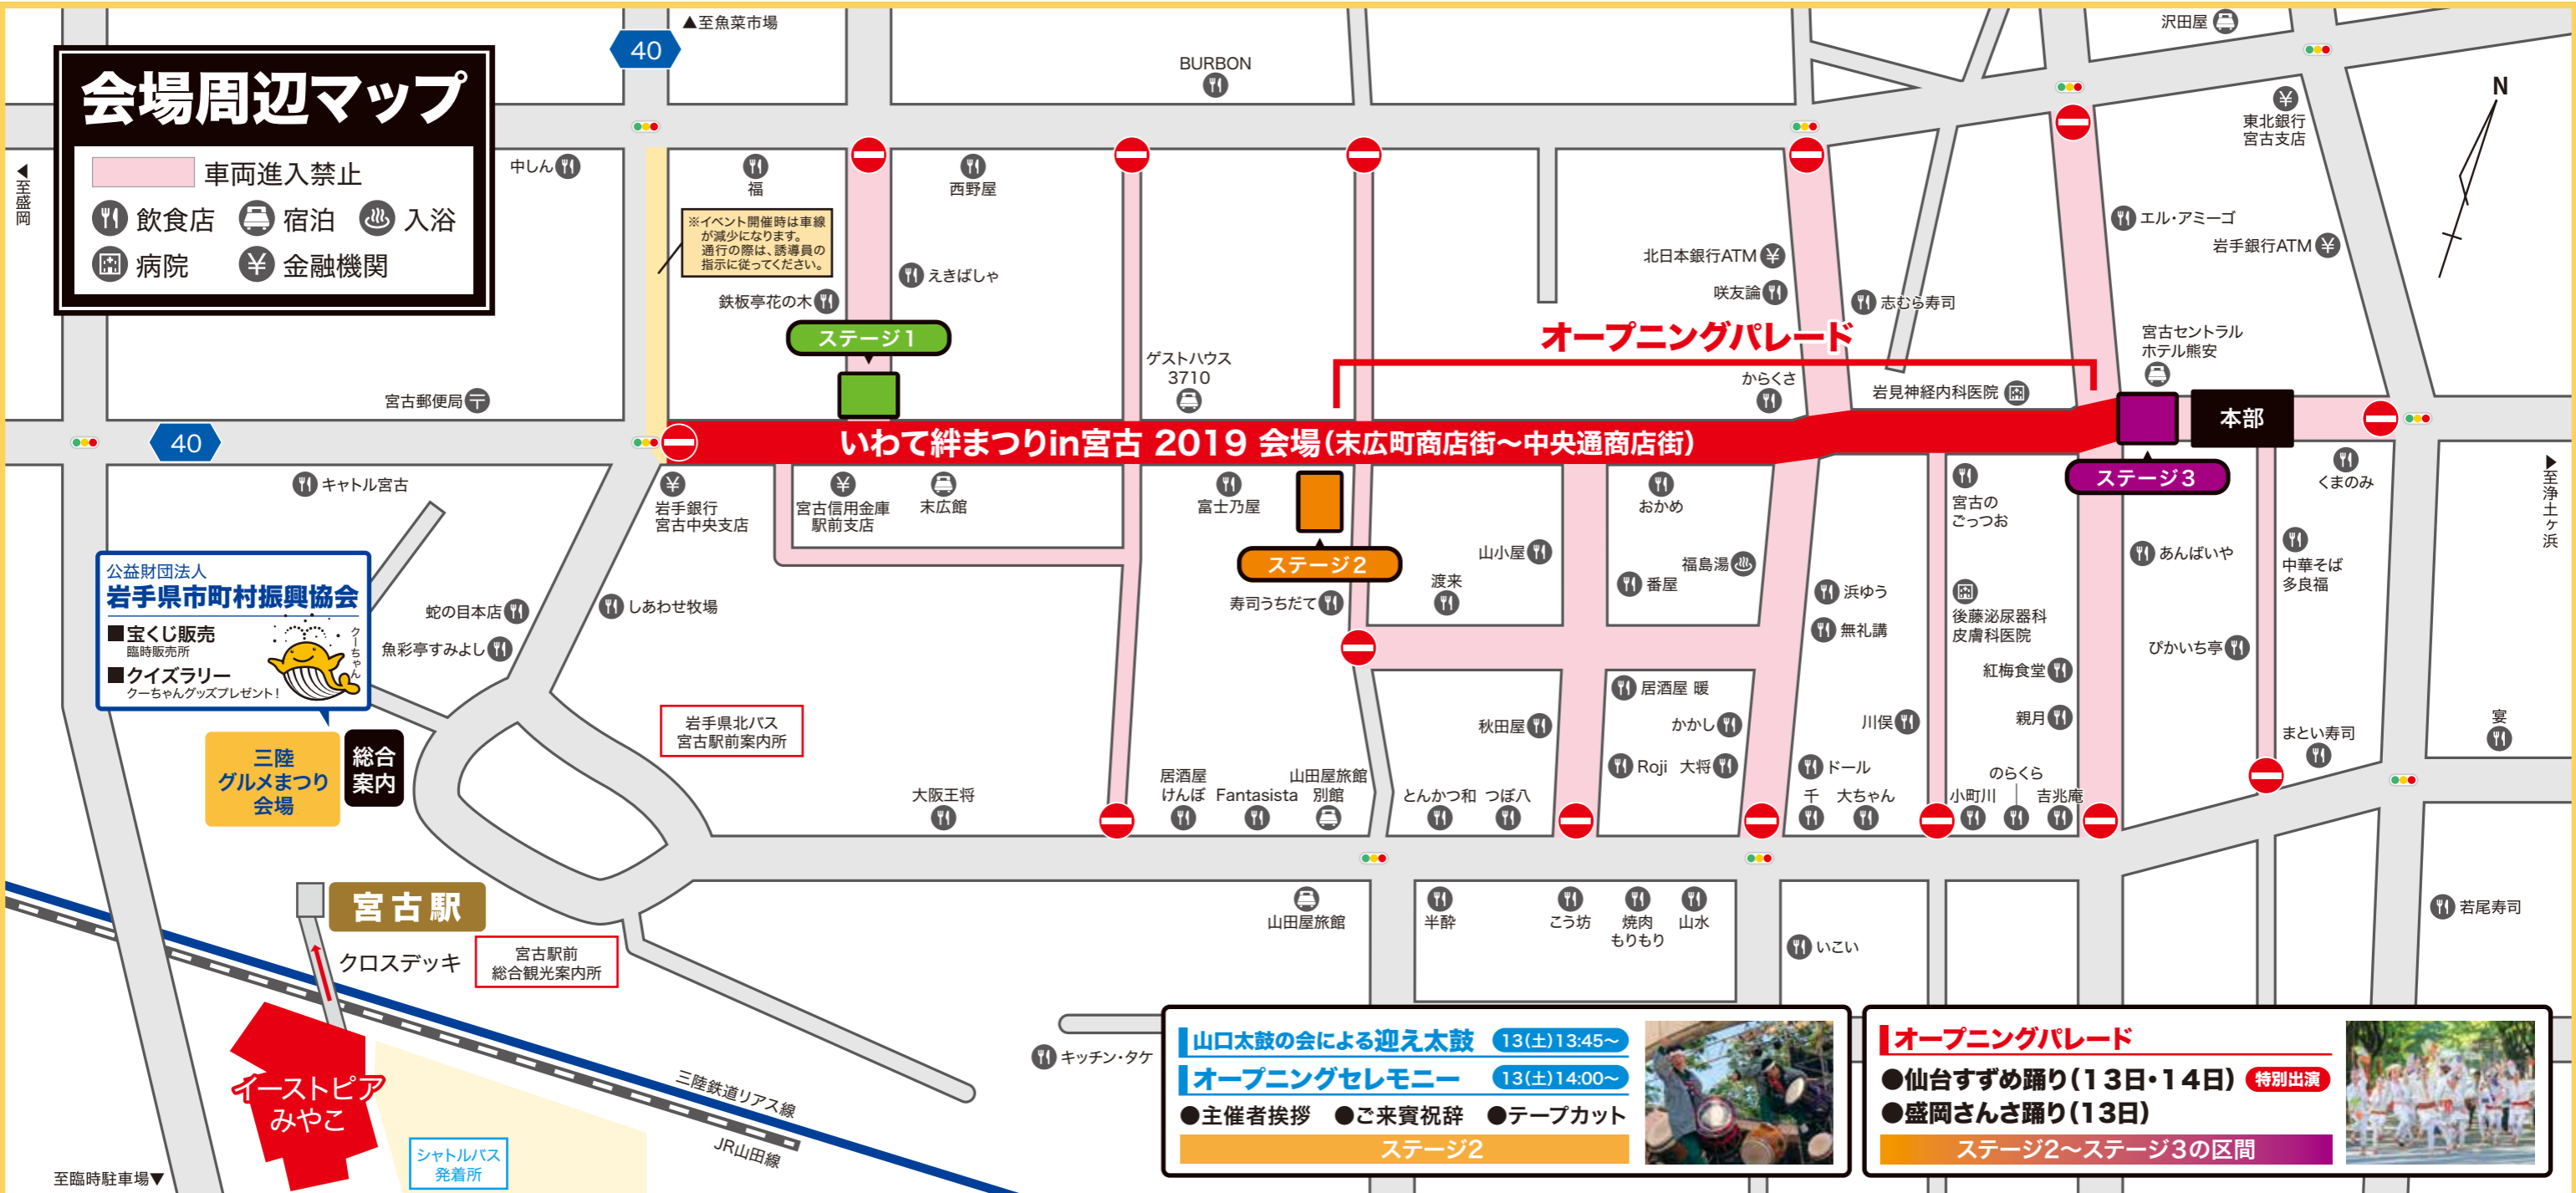 会場周辺マップ
車両進入禁止
飲食店
宿泊
入浴
病院
¥
金融機関
40
▲至魚菜市場
BURBON
沢田屋
N
¥
東北銀行
宮古支店
◀至盛岡
中しん
福
西野屋
※イベント開催時は車線
が減少になります。
通行の際は、誘導員の
指示に従ってください。
えきばしゃ
鉄板亭花の木
ステージ1
北日本銀行ATM ¥
咲友論
志むら寿司
エル・アミーゴ
岩手銀行ATM ¥
オープニングパレード
宮古セントラル
ホテル熊安
ゲストハウス
3710
からくさ
岩見神経内科医院
宮古郵便局〒
本部
40
いわて絆まつりin宮古 2019 会場(末広町商店街〜中央通商店街)
ステージ3
▶至浄土ヶ浜
キャトル宮古
¥
岩手銀行
宮古中央支店
¥
宮古信用金庫
駅前支店
末広館
富士乃屋
ステージ2
おかめ
宮古の
ごっつお
くまのみ
山小屋
福島湯
番屋
渡来
寿司うちだて
浜ゆう
無礼講
後藤泌尿器科
皮膚科医院
あんばいや
中華そば
多良福
ぴかいち亭
紅梅食堂
親月
公益財団法人
岩手県市町村振興協会
■宝くじ販売
臨時販売所
■クイズラリー
クーちゃんグッズプレゼント!
クーちゃん
蛇の目本店
魚彩亭すみよし
しあわせ牧場
岩手県北バス
宮古駅前案内所
三陸
グルメまつり
会場
総合
案内
居酒屋 暖
秋田屋
かかし
川俣
まとい寿司
宴
Roji
大将
ドール
のらくら
大阪王将
居酒屋
けんぼ
Fantasista
山田屋旅館
別館
とんかつ和
つぼ八
千
大ちゃん
小町川
吉兆庵
宮古駅
クロスデッキ
宮古駅前
総合観光案内所
山田屋旅館
半酔
こう坊
焼肉
もりもり
山水
いこい
若尾寿司
キッチン・タケ
イーストピア
みやこ
三陸鉄道リアス線
JR山田線
シャトルバス
発着所
至臨時駐車場▼
山口太鼓の会による迎え太鼓 13(土)13:45〜
オープニングセレモニー 13(土)14:00〜
●主催者挨拶 ●ご来賓祝辞 ●テープカット
ステージ2
オープニングパレード
●仙台すずめ踊り(13日・14日) 特別出演
●盛岡さんさ踊り(13日)
ステージ2〜ステージ3の区間